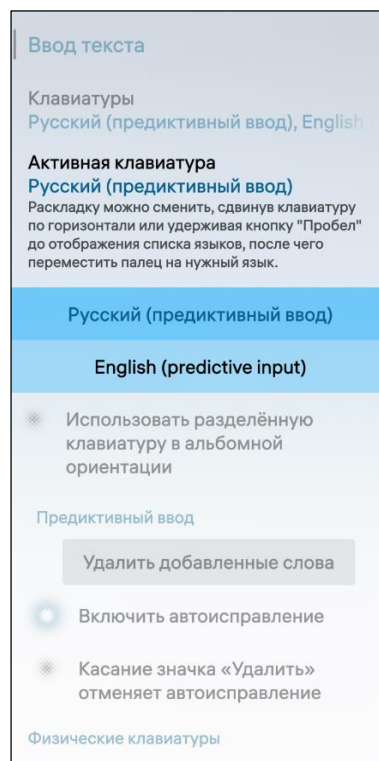 Ввод текста
Клавиатуры
Русский (предиктивный ввод), English
Активная клавиатура
Русский (предиктивный ввод)
Раскладку можно сменить, сдвинув клавиатуру
по горизонтали или удерживая кнопку "Пробел"
до отображения списка языков, после чего
переместить палец на нужный язык.
Русский (предиктивный ввод)
English (predictive input)
Использовать разделённую
клавиатуру в альбомной
ориентации
Предиктивный ввод
Удалить добавленные слова
Включить автоисправление
Касание значка «Удалить»
отменяет автоисправление
Физические клавиатуры